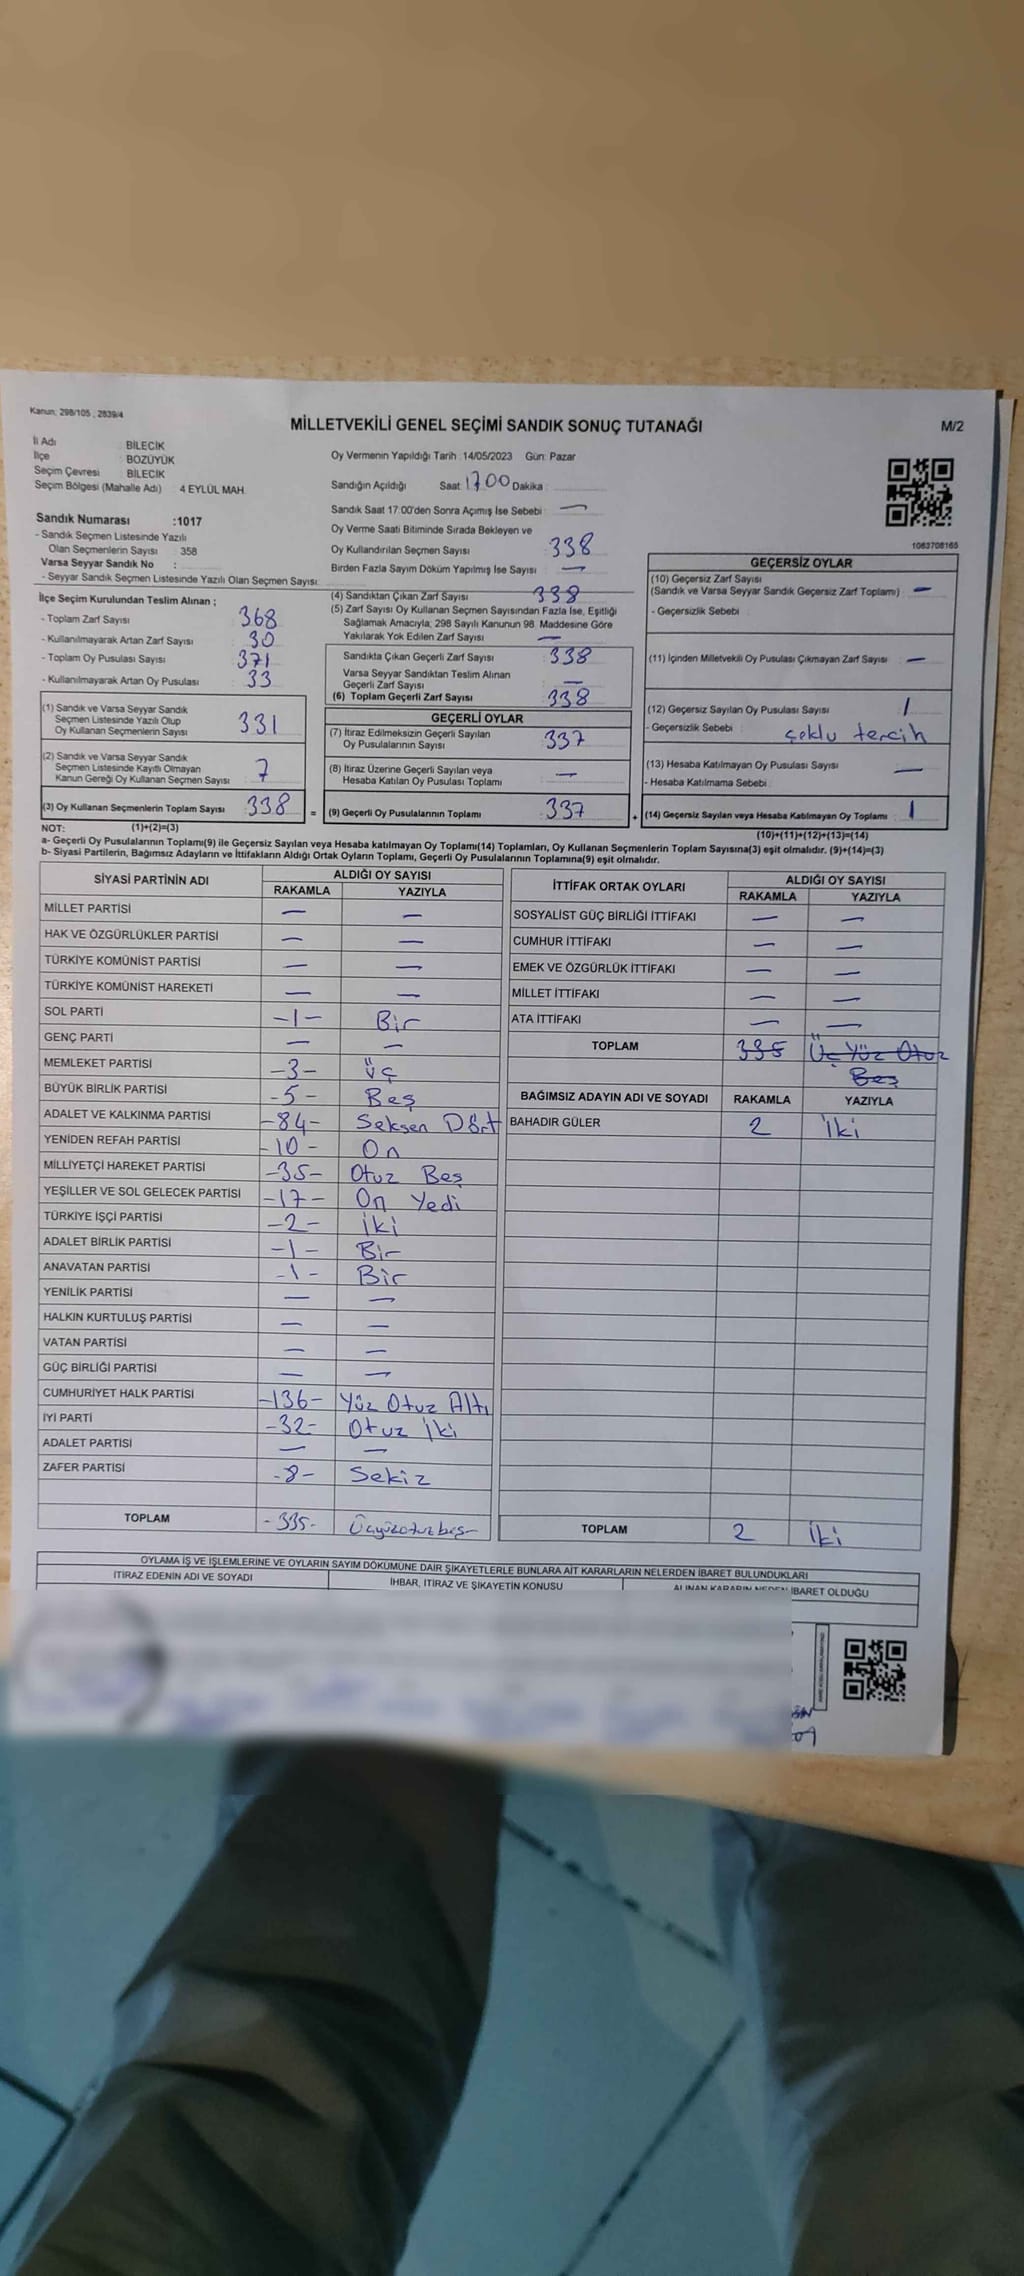 Kanun; 298/105 ; 2839/4
MİLLETVEKİLİ GENEL SEÇİMİ SANDIK SONUÇ TUTANAĞI
M/2
İl Adı : BİLECİK
İlçe : BOZÜYÜK
Seçim Çevresi : BİLECİK
Seçim Bölgesi (Mahalle Adı) : 4 EYLÜL MAH.
Sandık Numarası :1017
- Sandık Seçmen Listesinde Yazılı
Olan Seçmenlerin Sayısı : 358
Varsa Seyyar Sandık No :
- Seyyar Sandık Seçmen Listesinde Yazılı Olan Seçmen Sayısı:
Oy Vermenin Yapıldığı Tarih :14/05/2023 Gün: Pazar
Sandığın Açıldığı Saat 17.00 Dakika :
Sandık Saat 17:00'den Sonra Açımış İse Sebebi : —
Oy Verme Saati Bitiminde Sırada Bekleyen ve
Oy Kullandırılan Seçmen Sayısı : 338
Birden Fazla Sayım Döküm Yapılmış İse Sayısı : —
1063708165
İlçe Seçim Kurulundan Teslim Alınan ;
- Toplam Zarf Sayısı : 368
- Kullanılmayarak Artan Zarf Sayısı : 30
- Toplam Oy Pusulası Sayısı : 371
- Kullanılmayarak Artan Oy Pusulası : 33
(1) Sandık ve Varsa Seyyar Sandık
Seçmen Listesinde Yazılı Olup
Oy Kullanan Seçmenlerin Sayısı : 331
(2) Sandık ve Varsa Seyyar Sandık
Seçmen Listesinde Kayıtlı Olmayan
Kanun Gereği Oy Kullanan Seçmen Sayısı : 7
(3) Oy Kullanan Seçmenlerin Toplam Sayısı : 338
(4) Sandıktan Çıkan Zarf Sayısı : 338
(5) Zarf Sayısı Oy Kullanan Seçmen Sayısından Fazla İse, Eşitliği
Sağlamak Amacıyla; 298 Sayılı Kanunun 98. Maddesine Göre
Yakılarak Yok Edilen Zarf Sayısı : —
Sandıkta Çıkan Geçerli Zarf Sayısı : 338
Varsa Seyyar Sandıktan Teslim Alınan
Geçerli Zarf Sayısı : —
(6) Toplam Geçerli Zarf Sayısı : 338
GEÇERLİ OYLAR
(7) İtiraz Edilmeksizin Geçerli Sayılan
Oy Pusulalarının Sayısı : 337
(8) İtiraz Üzerine Geçerli Sayılan veya
Hesaba Katılan Oy Pusulası Toplamı : —
= (9) Geçerli Oy Pusulalarının Toplamı : 337
GEÇERSİZ OYLAR
(10) Geçersiz Zarf Sayısı
(Sandık ve Varsa Seyyar Sandık Geçersiz Zarf Toplamı) : —
- Geçersizlik Sebebi :
(11) İçinden Milletvekili Oy Pusulası Çıkmayan Zarf Sayısı : —
(12) Geçersiz Sayılan Oy Pusulası Sayısı : 1
- Geçersizlik Sebebi : çoklu tercih
(13) Hesaba Katılmayan Oy Pusulası Sayısı : —
- Hesaba Katılmama Sebebi :
+ (14) Geçersiz Sayılan veya Hesaba Katılmayan Oy Toplamı : 1
NOT: (1)+(2)=(3)
(10)+(11)+(12)+(13)=(14)
a- Geçerli Oy Pusulalarının Toplamı(9) ile Geçersiz Sayılan veya Hesaba katılmayan Oy Toplamı(14) Toplamları, Oy Kullanan Seçmenlerin Toplam Sayısına(3) eşit olmalıdır. (9)+(14)=(3)
b- Siyasi Partilerin, Bağımsız Adayların ve İttifakların Aldığı Ortak Oyların Toplamı, Geçerli Oy Pusulalarının Toplamına(9) eşit olmalıdır.
SİYASİ PARTİNİN ADI ALDIĞI OY SAYISI
RAKAMLA YAZIYLA
MİLLET PARTİSİ — —
HAK VE ÖZGÜRLÜKLER PARTİSİ — —
TÜRKİYE KOMÜNİST PARTİSİ — —
TÜRKİYE KOMÜNİST HAREKETİ — —
SOL PARTİ -1- Bir
GENÇ PARTİ — —
MEMLEKET PARTİSİ -3- üç
BÜYÜK BİRLİK PARTİSİ -5- Beş
ADALET VE KALKINMA PARTİSİ -84- Seksen Dört
YENİDEN REFAH PARTİSİ -10- On
MİLLİYETÇİ HAREKET PARTİSİ -35- Otuz Beş
YEŞİLLER VE SOL GELECEK PARTİSİ -17- On Yedi
TÜRKİYE İŞÇİ PARTİSİ -2- İki
ADALET BİRLİK PARTİSİ -1- Bir
ANAVATAN PARTİSİ -1- Bir
YENİLİK PARTİSİ — —
HALKIN KURTULUŞ PARTİSİ — —
VATAN PARTİSİ — —
GÜÇ BİRLİĞİ PARTİSİ — —
CUMHURİYET HALK PARTİSİ -136- Yüz Otuz Altı
İYİ PARTİ -32- Otuz İki
ADALET PARTİSİ — —
ZAFER PARTİSİ -8- Sekiz
TOPLAM -335- Üçyüzotuzbeş
İTTİFAK ORTAK OYLARI ALDIĞI OY SAYISI
RAKAMLA YAZIYLA
SOSYALİST GÜÇ BİRLİĞİ İTTİFAKI — —
CUMHUR İTTİFAKI — —
EMEK VE ÖZGÜRLÜK İTTİFAKI — —
MİLLET İTTİFAKI — —
ATA İTTİFAKI — —
TOPLAM 335 Üç Yüz Otuz
Beş
BAĞIMSIZ ADAYIN ADI VE SOYADI RAKAMLA YAZIYLA
BAHADIR GÜLER 2 İki
TOPLAM 2 İki
OYLAMA İŞ VE İŞLEMLERİNE VE OYLARIN SAYIM DÖKÜMÜNE DAİR ŞİKAYETLERLE BUNLARA AİT KARARLARIN NELERDEN İBARET BULUNDUKLARI
İTİRAZ EDENİN ADI VE SOYADI İHBAR, İTİRAZ VE ŞİKAYETİN KONUSU ALINAN KARARIN NEDEN İBARET OLDUĞU